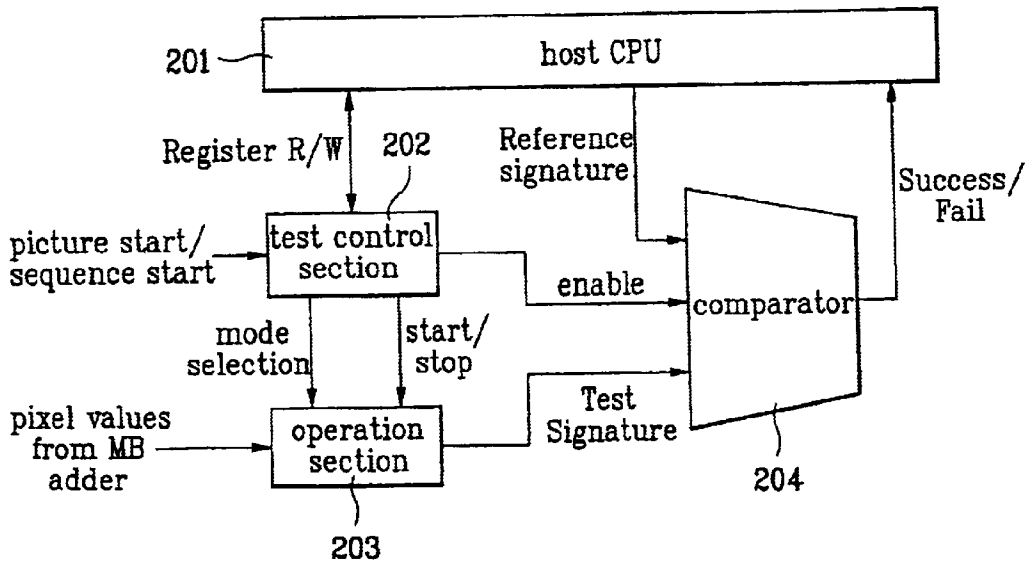 201
host CPU
Register R/W
202
Reference
signature
Success/
Fail
picture start/
sequence start
test control
section
enable
comparator
mode
selection
start/
stop
pixel values
from MB
adder
operation
section
Test
Signature
203
204